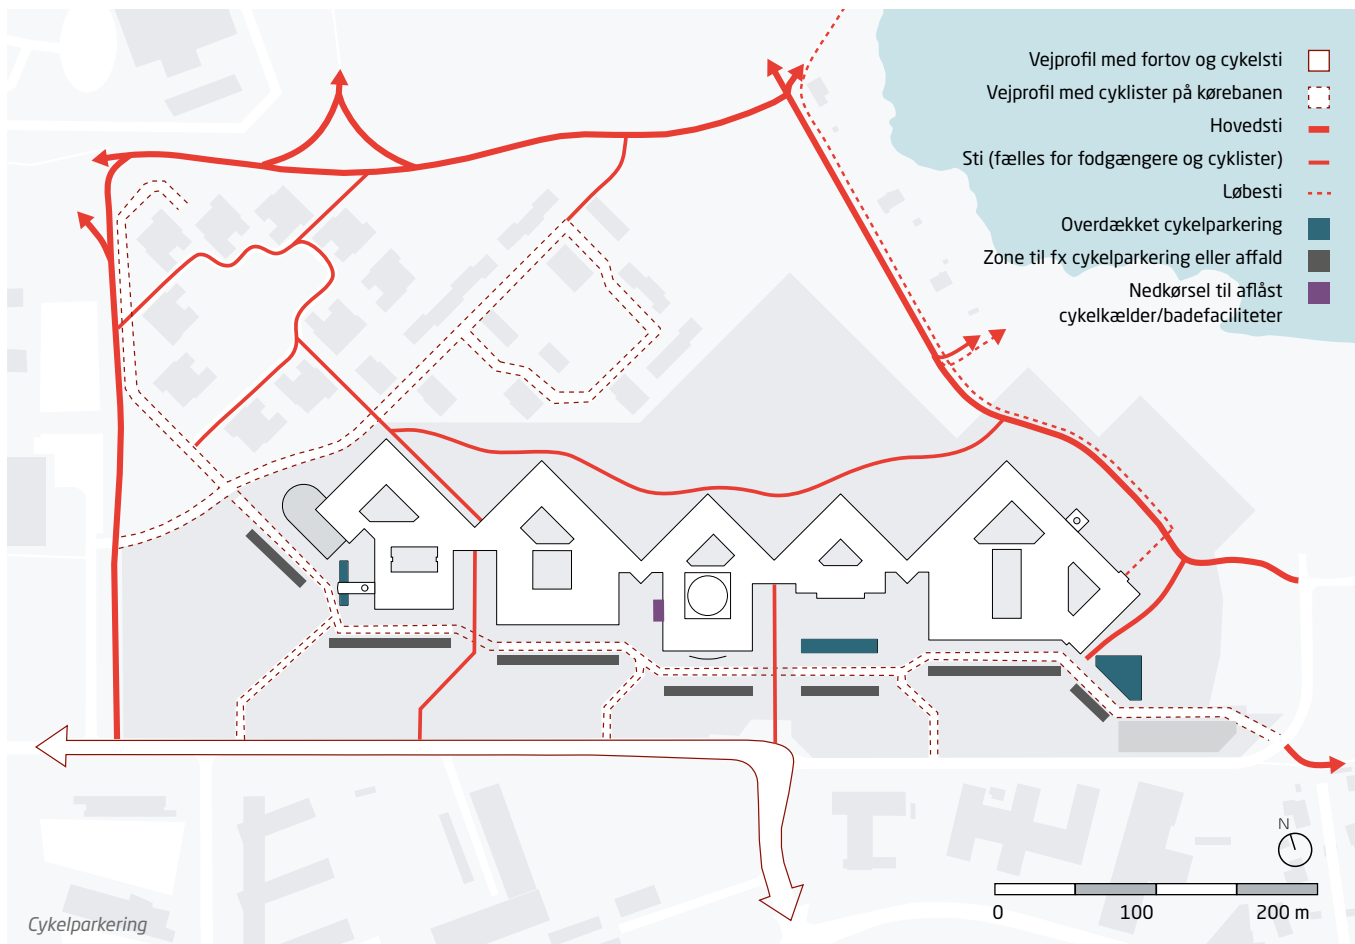 Vejprofil med fortov og cykelsti
Vejprofil med cyklister på kørebanen
Hovedsti
Sti (fælles for fodgængere og cyklister)
Løbesti
Overdækket cykelparkering
Zone til fx cykelparkering eller affald
Nedkørsel til aflåst
cykelkælder/badefaciliteter
N
0 100 200 m
Cykelparkering